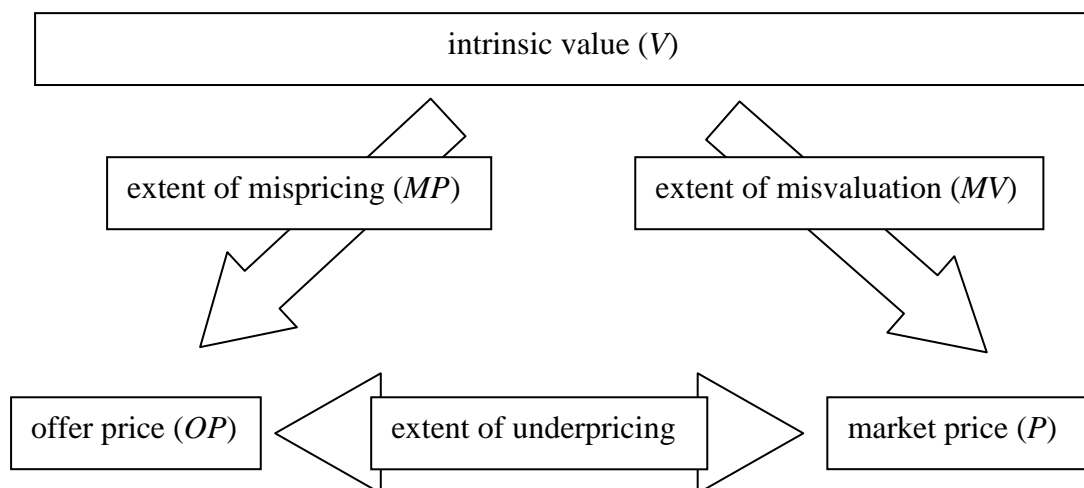 intrinsic value (V)
extent of mispricing (MP)
extent of misvaluation (MV)
offer price (OP)
extent of underpricing
market price (P)